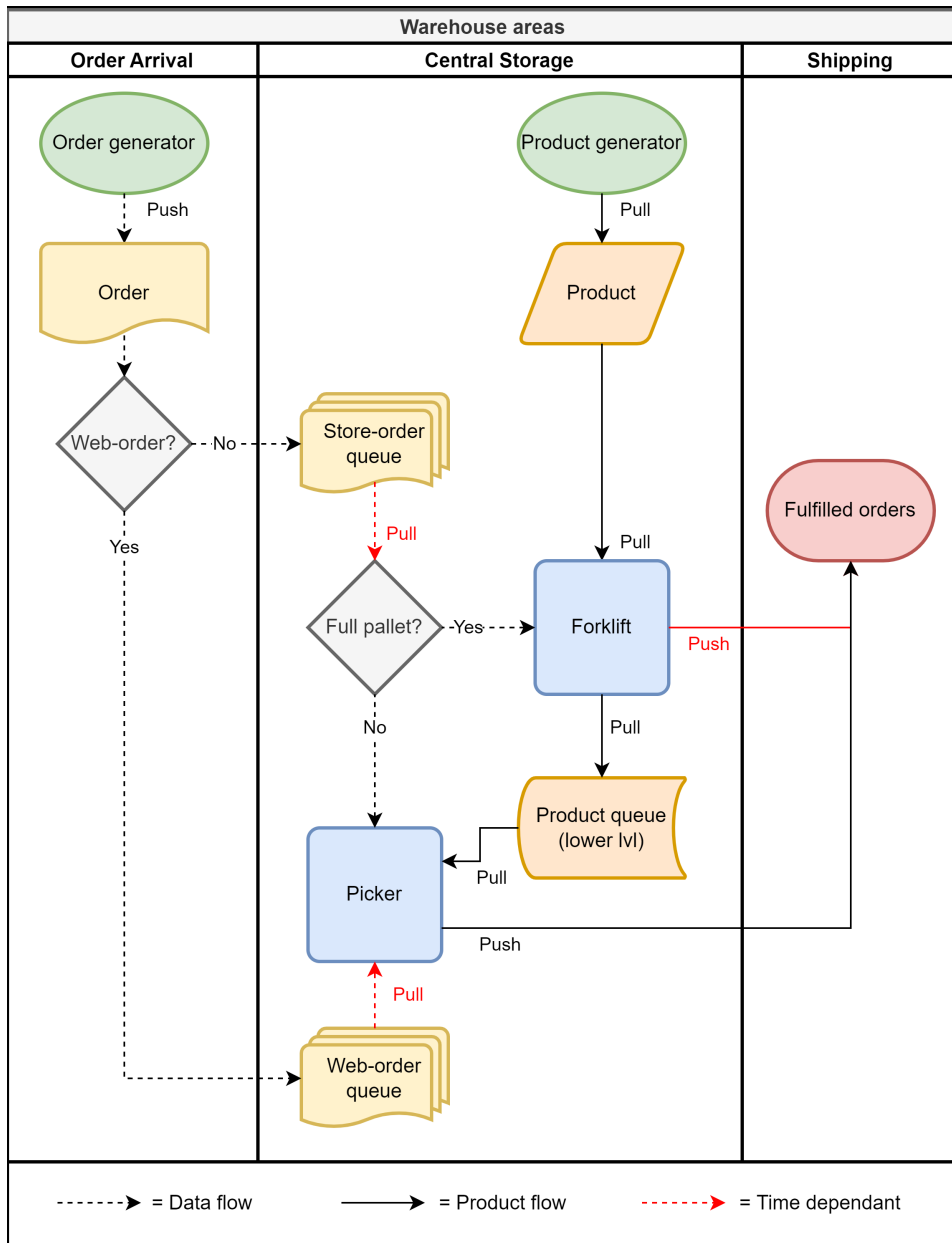 Warehouse areas
Order Arrival
Central Storage
Shipping
Order generator
Product generator
Push
Pull
Order
Product
Web-order?
No
Store-order
queue
Fulfilled orders
Pull
Pull
Yes
Full pallet?
Yes
Forklift
Push
No
Pull
Product queue
(lower lvl)
Pull
Picker
Push
Pull
Web-order
queue
= Data flow
= Product flow
= Time dependant